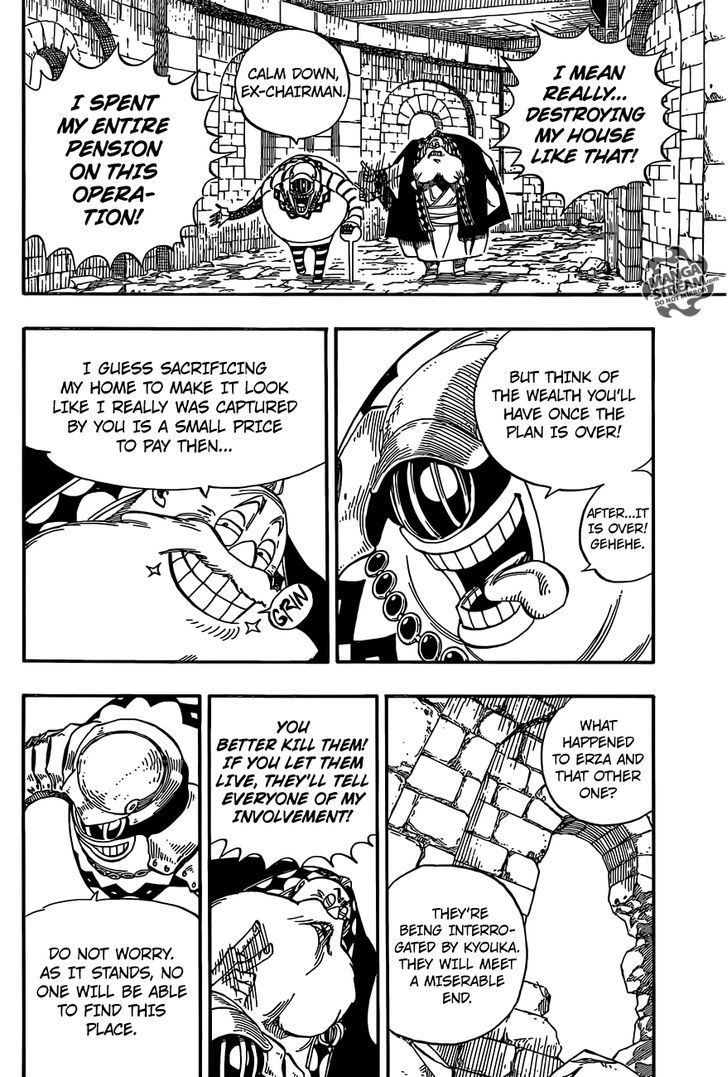 I MEAN
REALLY...
DESTROYING
MY HOUSE
LIKE THAT!
CALM DOWN,
EX-CHAIRMAN.
I SPENT
MY ENTIRE
PENSION
ON THIS
OPERA-
TION!
MANGA
STREAM.com
DO NOT MIRROR
BUT THINK OF
THE WEALTH YOU'LL
HAVE ONCE THE
PLAN IS OVER!
AFTER...IT
IS OVER!
GEHEHE.
I GUESS SACRIFICING
MY HOME TO MAKE IT LOOK
LIKE I REALLY WAS CAPTURED
BY YOU IS A SMALL PRICE
TO PAY THEN...
GRIN
WHAT
HAPPENED
TO ERZA AND
THAT OTHER
ONE?
THEY'RE
BEING INTERRO-
GATED BY KYOUKA.
THEY WILL MEET
A MISERABLE
END.
YOU
BETTER KILL THEM!
IF YOU LET THEM
LIVE, THEY'LL TELL
EVERYONE OF MY
INVOLVEMENT!
DO NOT WORRY.
AS IT STANDS, NO
ONE WILL BE ABLE
TO FIND THIS
PLACE.